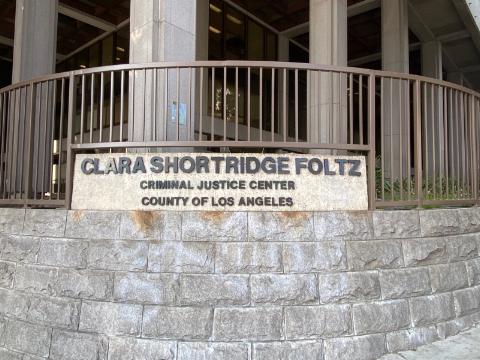 CLARA SHORTRIDGE FOLTZ
CRIMINAL JUSTICE CENTER
COUNTY OF LOS ANGELES